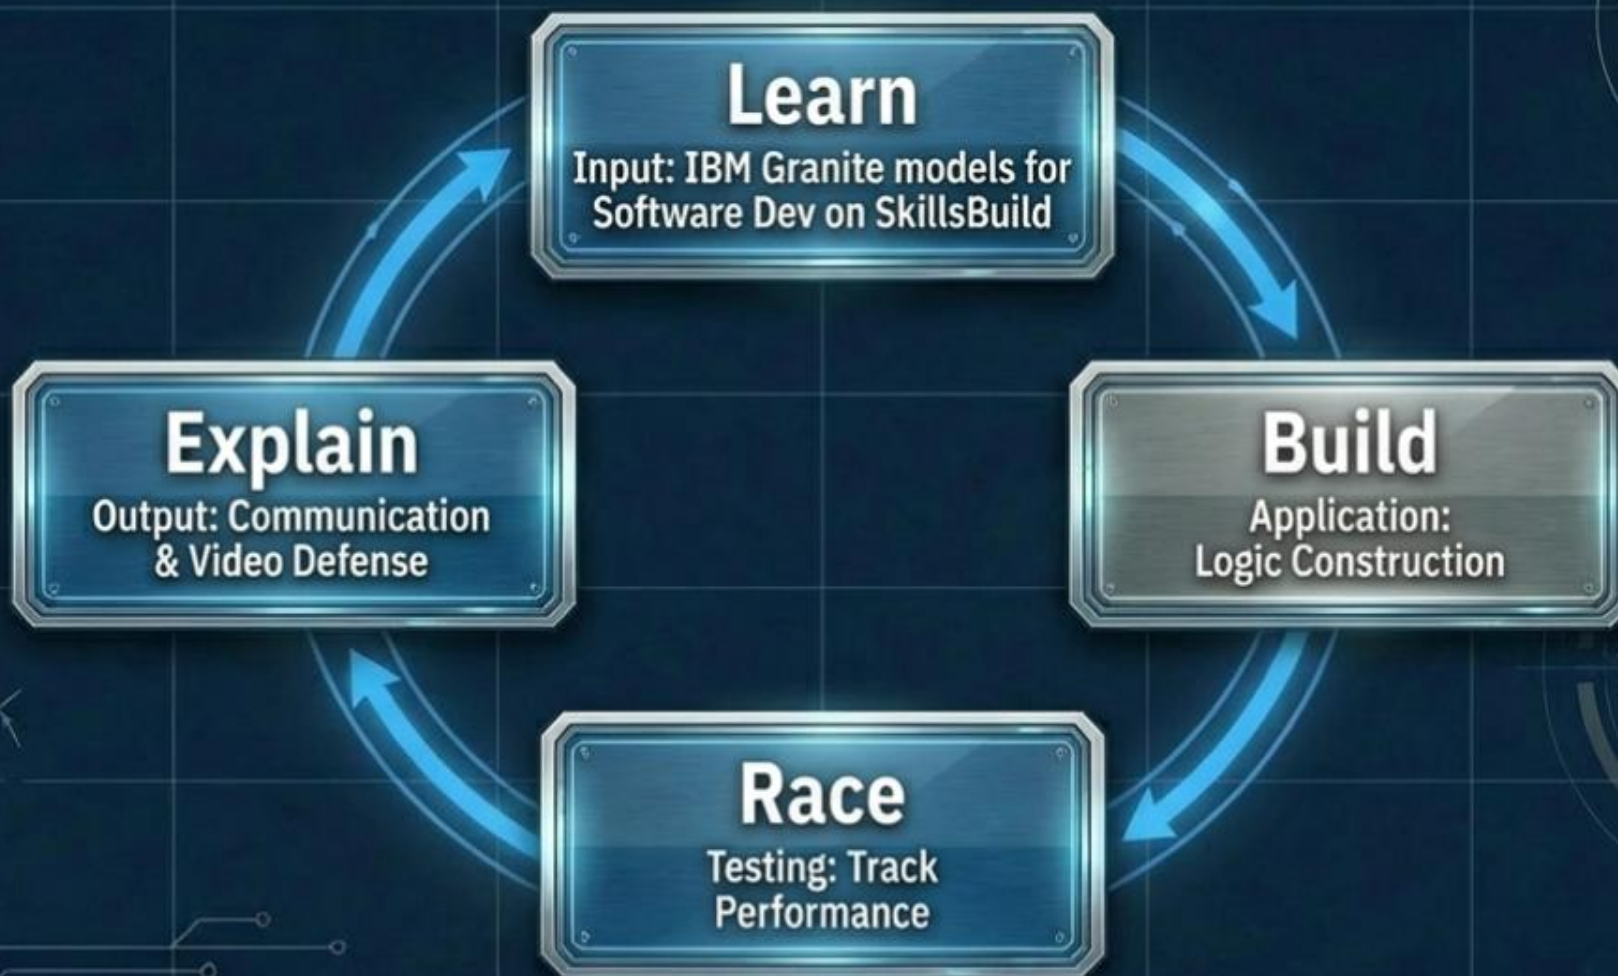 Learn
Input: IBM Granite models for
Software Dev on SkillsBuild
Explain
Output: Communication
& Video Defense
Build
Application:
Logic Construction
Race
Testing: Track
Performance